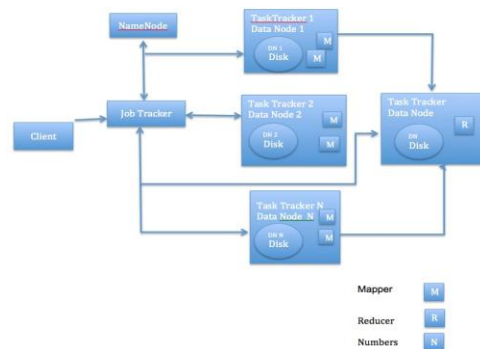 NameNode
TaskTracker 1
Data Node 1
DN 1
Disk
M
M
Job Tracker
Client
Task Tracker 2
Data Node 2
DN 2
Disk
M
M
Task Tracker
Data Node
DN
Disk
R
Task Tracker N
Data Node N
DN N
Disk
M
M
Mapper M
Reducer R
Numbers N